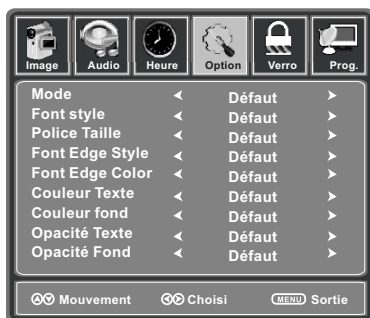 Image Audio Heure Option Verro Prog.
Mode Défaut
Font style Défaut
Police Taille Défaut
Font Edge Style Défaut
Font Edge Color Défaut
Couleur Texte Défaut
Couleur fond Défaut
Opacité Texte Défaut
Opacité Fond Défaut
Mouvement Choisi MENU Sortie